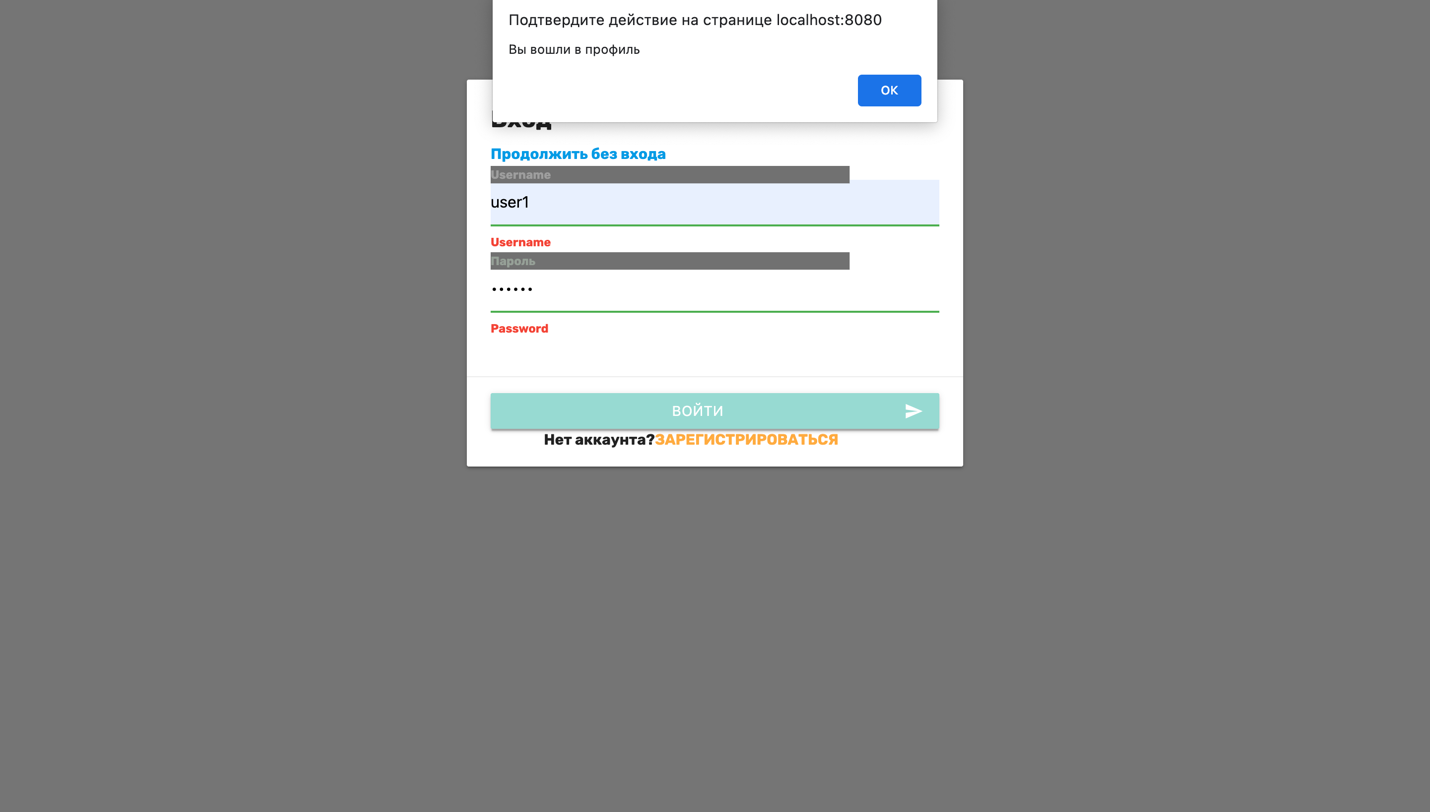 Подтвердите действие на странице localhost:8080
Вы вошли в профиль
ОК
Вход
Продолжить без входа
Username
user1
Username
Пароль
••••••
Password
ВОЙТИ
Нет аккаунта?ЗАРЕГИСТРИРОВАТЬСЯ